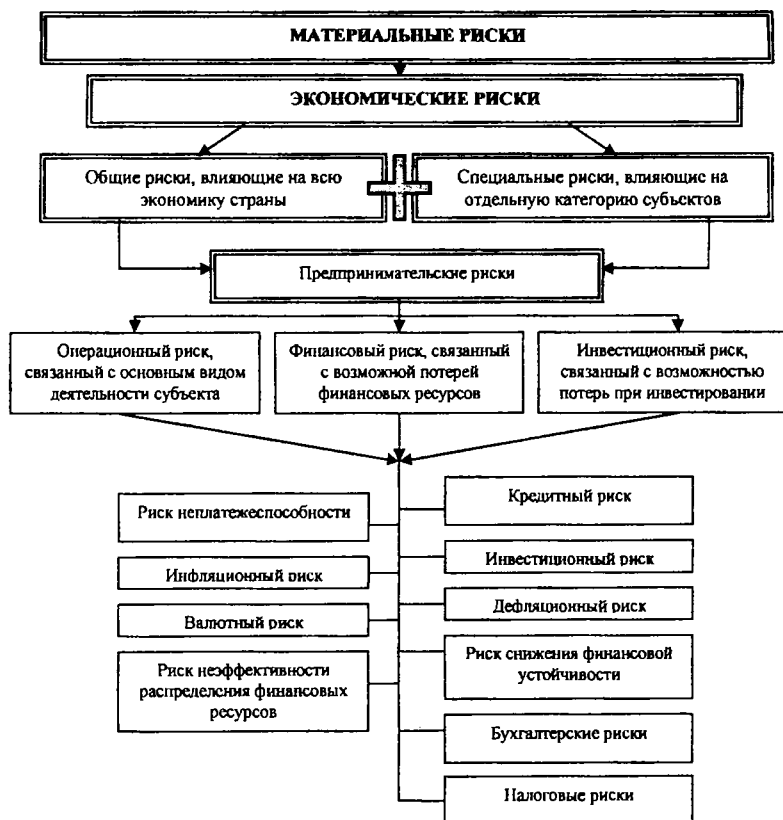 МАТЕРИАЛЬНЫЕ РИСКИ
ЭКОНОМИЧЕСКИЕ РИСКИ
Общие риски, влияющие на всю
экономику страны
Специальные риски, влияющие на
отдельную категорию субъектов
Предпринимательские риски
Операционный риск,
связанный с основным видом
деятельности субъекта
Финансовый риск, связанный
с возможной потерей
финансовых ресурсов
Инвестиционный риск,
связанный с возможностью
потерь при инвестировании
Риск неплатежеспособности
Кредитный риск
Инфляционный риск
Инвестиционный риск
Валютный риск
Дефляционный риск
Риск неэффективности
распределения финансовых
ресурсов
Риск снижения финансовой
устойчивости
Бухгалтерские риски
Налоговые риски